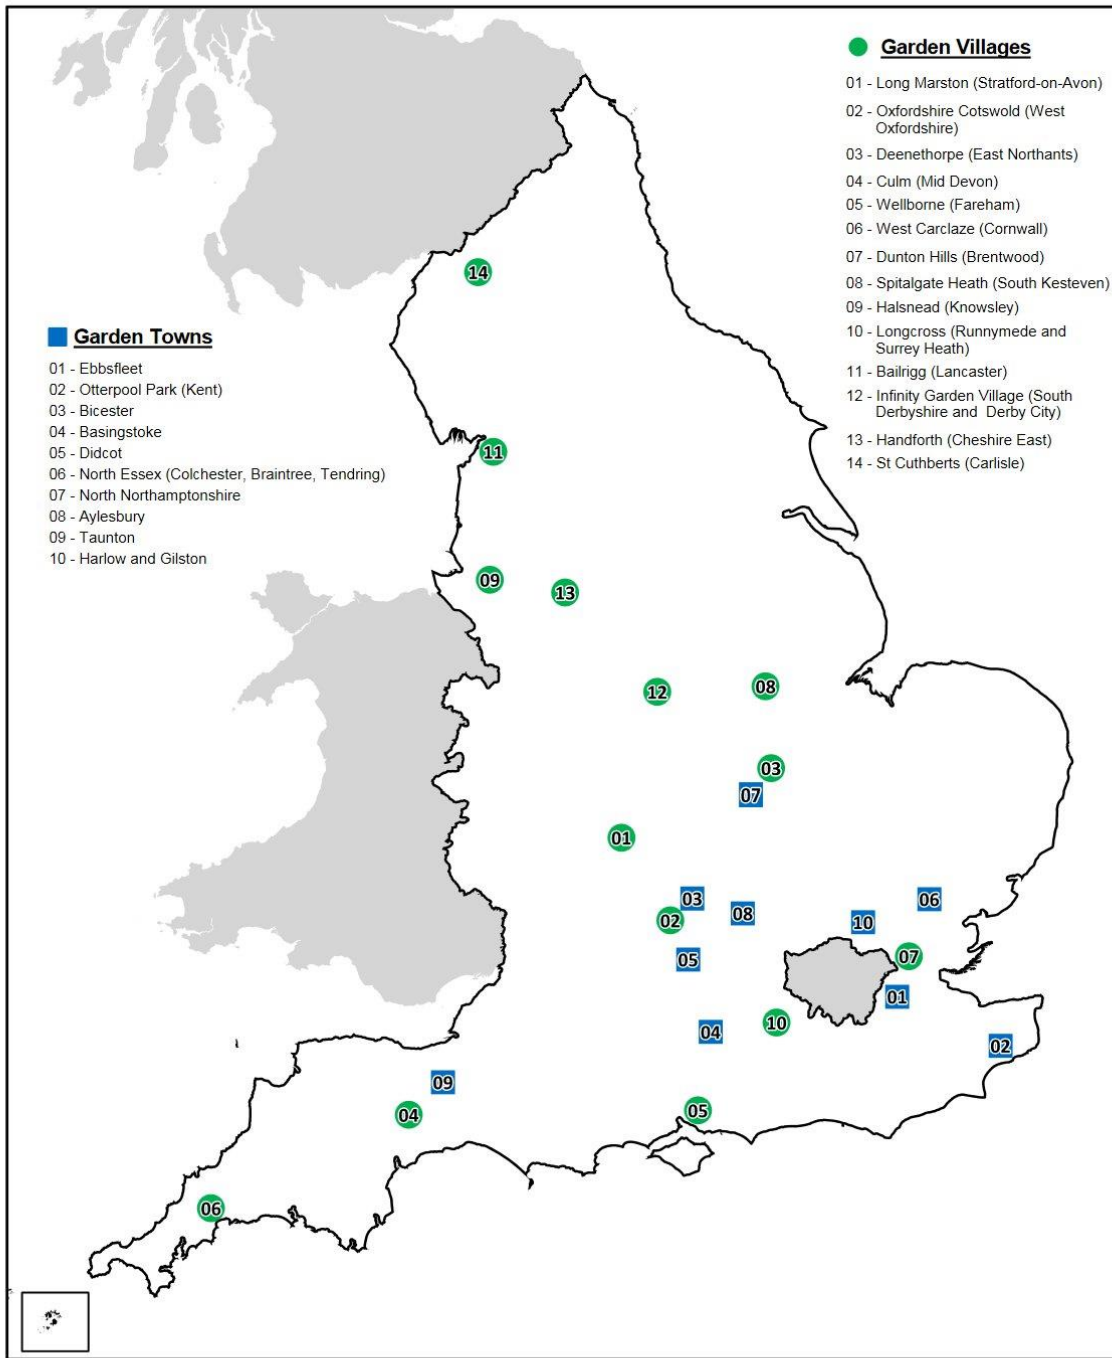 Garden Villages
01 - Long Marston (Stratford-on-Avon)
02 - Oxfordshire Cotswold (West
Oxfordshire)
03 - Deenethorpe (East Northants)
04 - Culm (Mid Devon)
05 - Wellborne (Fareham)
06 - West Carclaze (Cornwall)
07 - Dunton Hills (Brentwood)
08 - Spitalgate Heath (South Kesteven)
09 - Halsnead (Knowsley)
10 - Longcross (Runnymede and
Surrey Heath)
11 - Bailrigg (Lancaster)
12 - Infinity Garden Village (South
Derbyshire and Derby City)
13 - Handforth (Cheshire East)
14 - St Cuthberts (Carlisle)
Garden Towns
01 - Ebbsfleet
02 - Otterpool Park (Kent)
03 - Bicester
04 - Basingstoke
05 - Didcot
06 - North Essex (Colchester, Braintree, Tendring)
07 - North Northamptonshire
08 - Aylesbury
09 - Taunton
10 - Harlow and Gilston
14
11
09
13
12
08
03
07
01
03
06
08
02
10
07
05
01
10
04
02
09
05
04
06